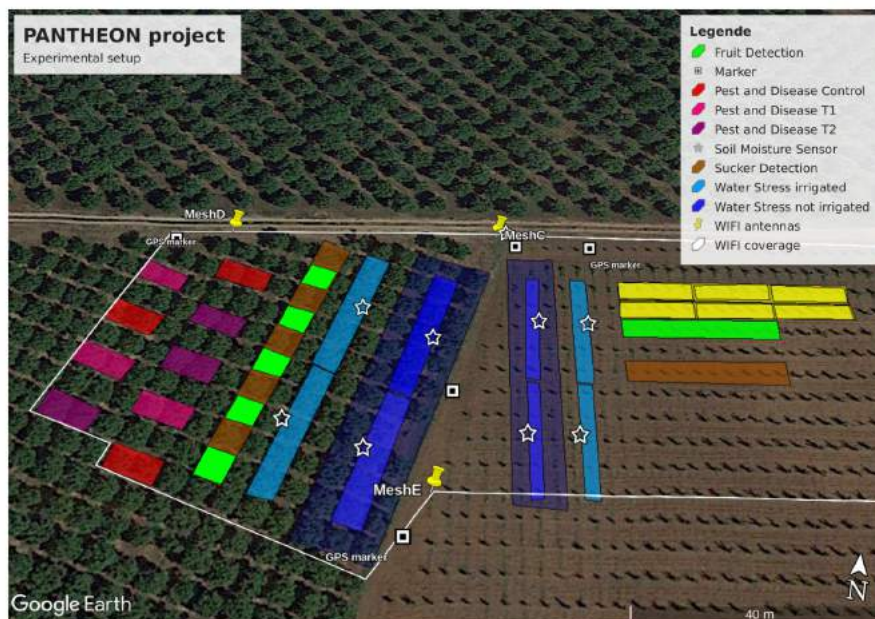 PANTHEON project
Experimental setup
Legende
Fruit Detection
Marker
Pest and Disease Control
Pest and Disease T1
Pest and Disease T2
Soil Moisture Sensor
Sucker Detection
Water Stress irrigated
Water Stress not irrigated
WIFI antennas
WIFI coverage
MeshD
MeshC
GPS marker
GPS marker
MeshE
GPS marker
N
Google Earth
40 m